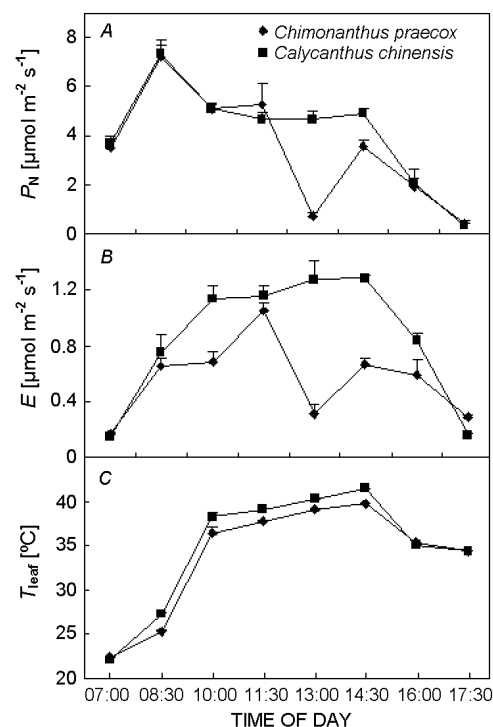 A
Chimonanthus praecox
Calycanthus chinensis
8
6
4
2
0
P_N [µmol m⁻² s⁻¹]
B
1.2
0.8
0.4
0
E [µmol m⁻² s⁻¹]
C
40
35
30
25
20
T_leaf [ºC]
07:00 08:30 10:00 11:30 13:00 14:30 16:00 17:30
TIME OF DAY